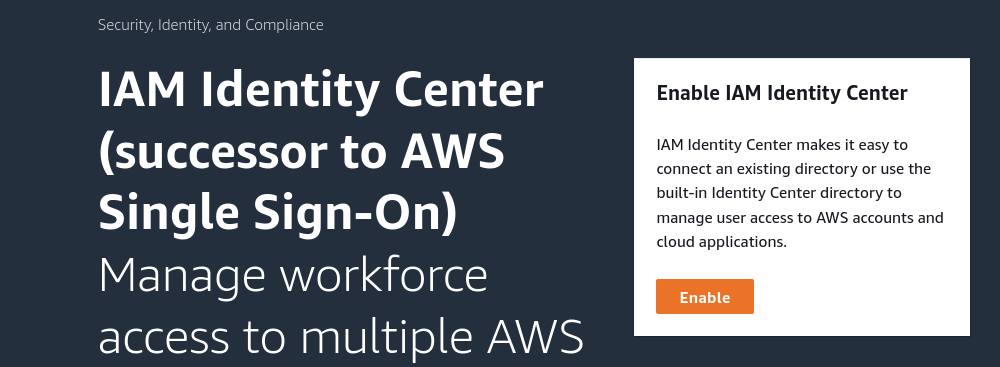 Security, Identity, and Compliance
IAM Identity Center
(successor to AWS
Single Sign-On)
Manage workforce
access to multiple AWS
Enable IAM Identity Center
IAM Identity Center makes it easy to
connect an existing directory or use the
built-in Identity Center directory to
manage user access to AWS accounts and
cloud applications.
Enable